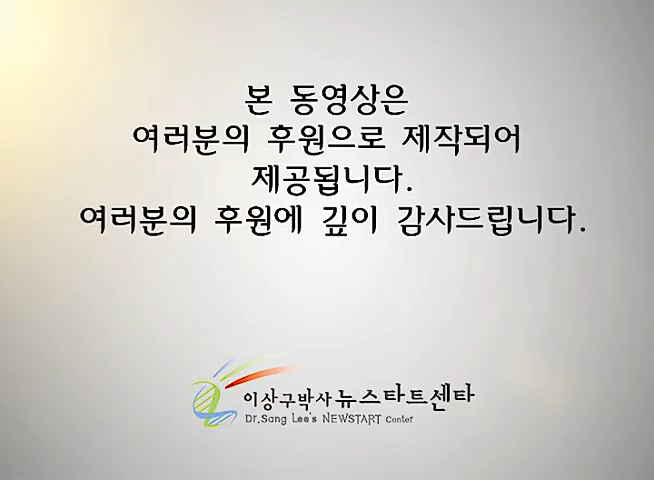 본 동영상은
여러분의 후원으로 제작되어
제공됩니다.
여러분의 후원에 깊이 감사드립니다.
이상구박사 뉴스타트센타
Dr.Sang Lee's NEWSTART Center